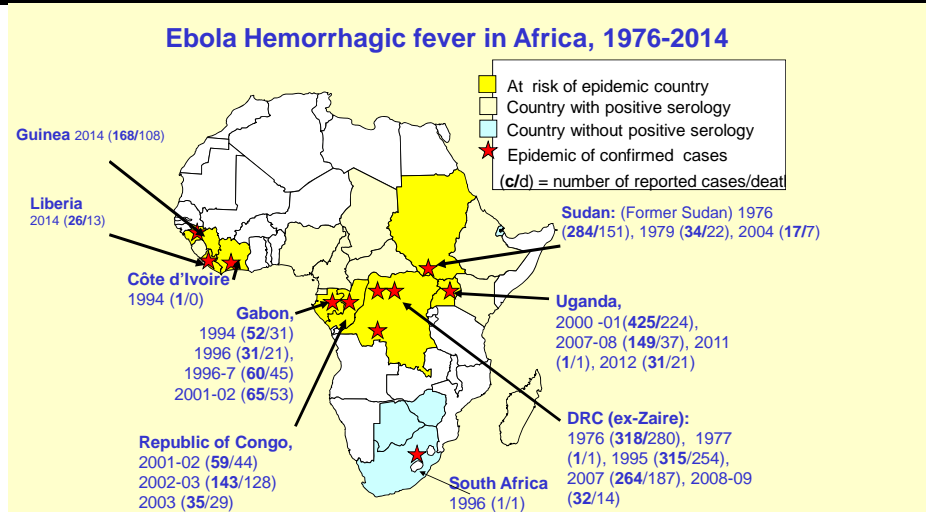 Ebola Hemorrhagic fever in Africa, 1976-2014
At risk of epidemic country
Country with positive serology
Country without positive serology
Epidemic of confirmed cases
(c/d) = number of reported cases/death
Guinea 2014 (168/108)
Liberia
2014 (26/13)
Côte d'Ivoire
1994 (1/0)
Gabon,
1994 (52/31)
1996 (31/21),
1996-7 (60/45)
2001-02 (65/53)
Republic of Congo,
2001-02 (59/44)
2002-03 (143/128)
2003 (35/29)
Sudan: (Former Sudan) 1976
(284/151), 1979 (34/22), 2004 (17/7)
Uganda,
2000 -01(425/224),
2007-08 (149/37), 2011
(1/1), 2012 (31/21)
DRC (ex-Zaire):
1976 (318/280), 1977
(1/1), 1995 (315/254),
2007 (264/187), 2008-09
(32/14)
South Africa
1996 (1/1)